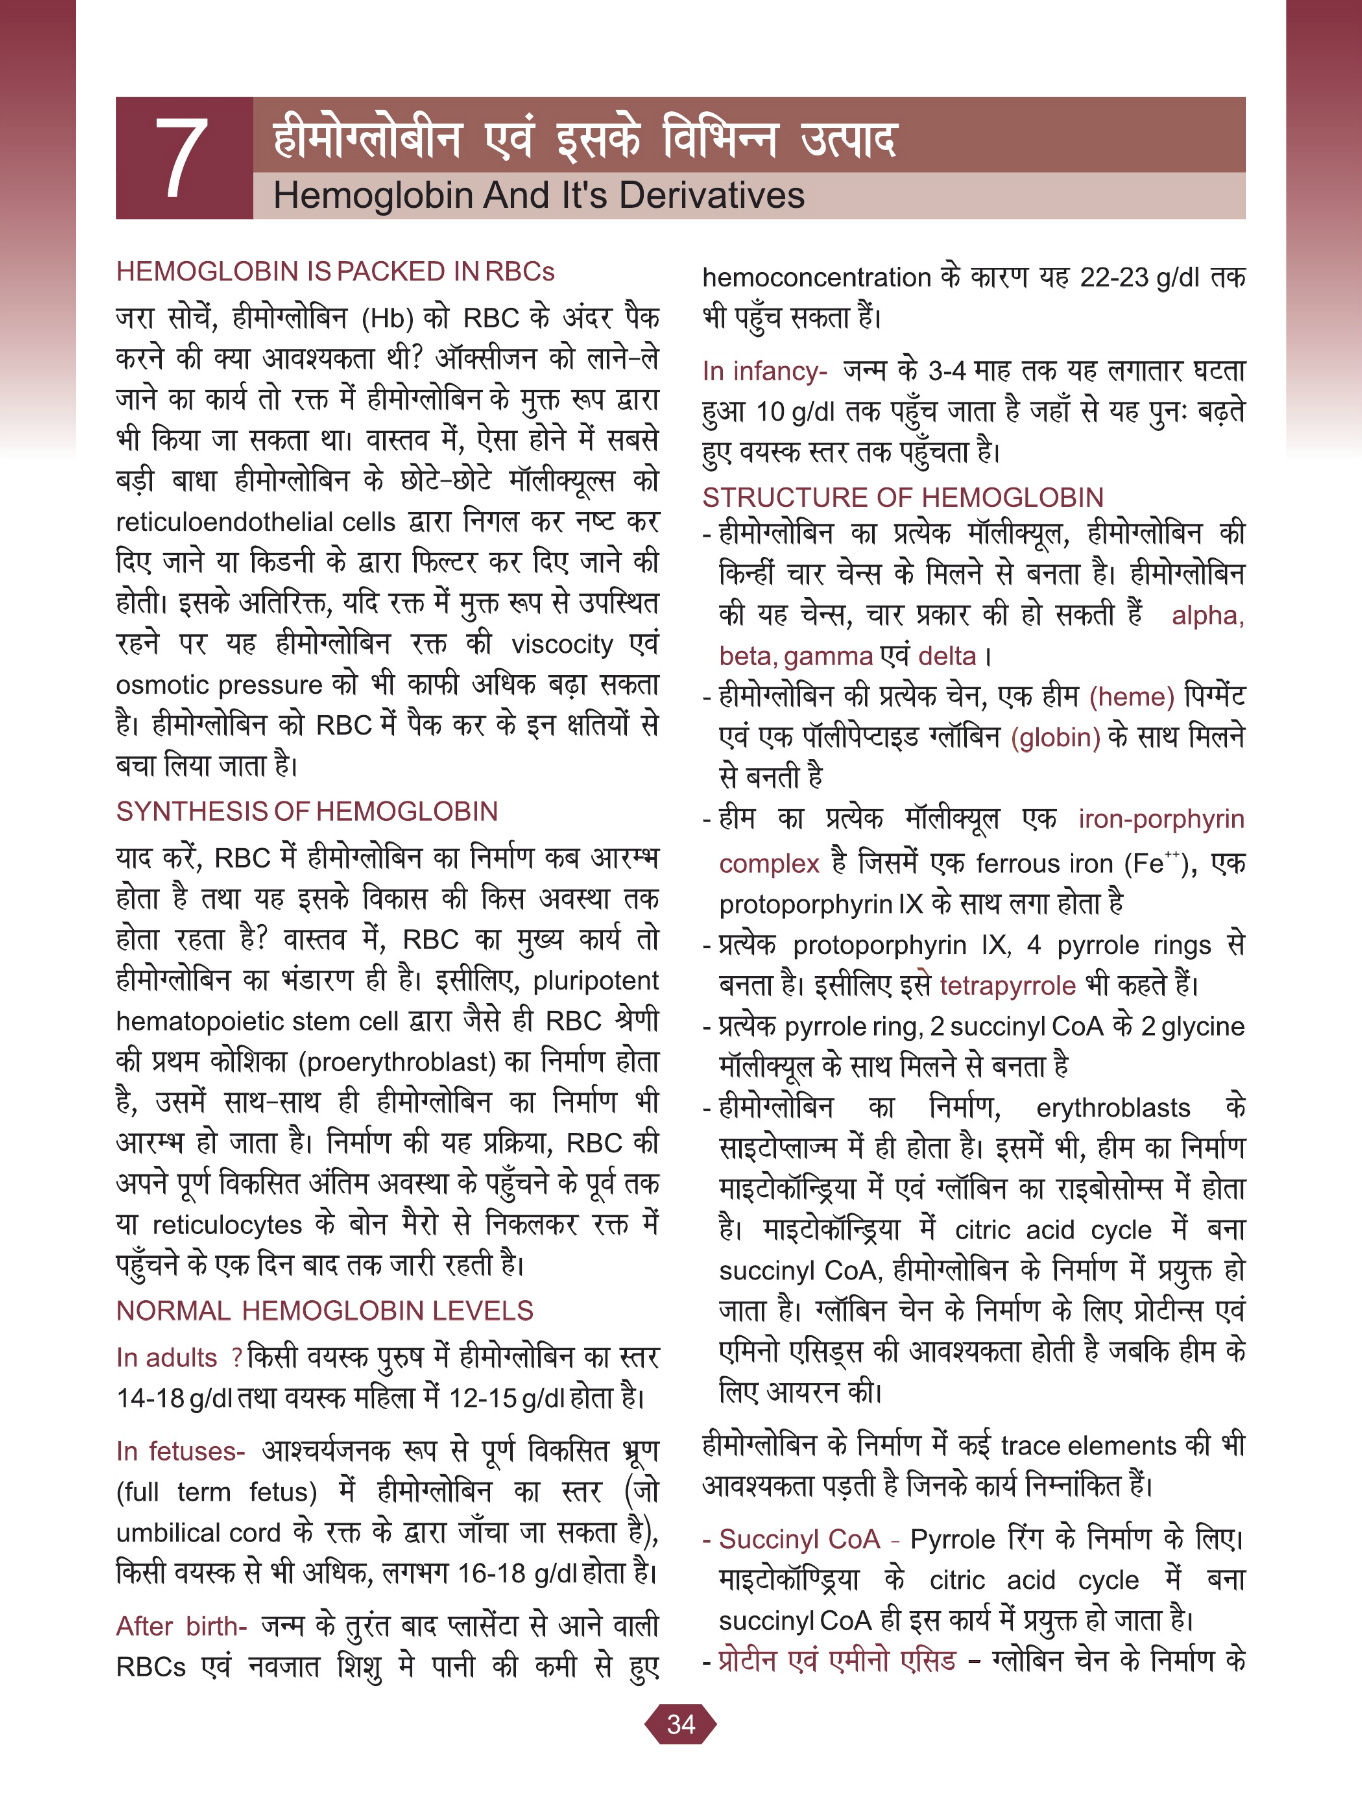 7
हीमोग्लोबीन एवं इसके विभिन्न उत्पाद
Hemoglobin And It's Derivatives
HEMOGLOBIN IS PACKED IN RBCs
जरा सोचें, हीमोग्लोबिन (Hb) को RBC के अंदर पैक
करने की क्या आवश्यकता थी? ऑक्सीजन को लाने-ले
जाने का कार्य तो रक्त में हीमोग्लोबिन के मुक्त रूप द्वारा
भी किया जा सकता था। वास्तव में, ऐसा होने में सबसे
बड़ी बाधा हीमोग्लोबिन के छोटे-छोटे मॉलीक्यूल्स को
reticuloendothelial cells द्वारा निगल कर नष्ट कर
दिए जाने या किडनी के द्वारा फिल्टर कर दिए जाने की
होती। इसके अतिरिक्त, यदि रक्त में मुक्त रूप से उपस्थित
रहने पर यह हीमोग्लोबिन रक्त की viscocity एवं
osmotic pressure को भी काफी अधिक बढ़ा सकता
है। हीमोग्लोबिन को RBC में पैक कर के इन क्षतियों से
बचा लिया जाता है।
SYNTHESIS OF HEMOGLOBIN
याद करें, RBC में हीमोग्लोबिन का निर्माण कब आरम्भ
होता है तथा यह इसके विकास की किस अवस्था तक
होता रहता है? वास्तव में, RBC का मुख्य कार्य तो
हीमोग्लोबिन का भंडारण ही है। इसीलिए, pluripotent
hematopoietic stem cell द्वारा जैसे ही RBC श्रेणी
की प्रथम कोशिका (proerythroblast) का निर्माण होता
है, उसमें साथ-साथ ही हीमोग्लोबिन का निर्माण भी
आरम्भ हो जाता है। निर्माण की यह प्रक्रिया, RBC की
अपने पूर्ण विकसित अंतिम अवस्था के पहुँचने के पूर्व तक
या reticulocytes के बोन मैरो से निकलकर रक्त में
पहुँचने के एक दिन बाद तक जारी रहती है।
NORMAL HEMOGLOBIN LEVELS
In adults ? किसी वयस्क पुरुष में हीमोग्लोबिन का स्तर
14-18 g/dl तथा वयस्क महिला में 12-15 g/dl होता है।
In fetuses- आश्चर्यजनक रूप से पूर्ण विकसित भ्रूण
(full term fetus) में हीमोग्लोबिन का स्तर (जो
umbilical cord के रक्त के द्वारा जाँचा जा सकता है),
किसी वयस्क से भी अधिक, लगभग 16-18 g/dl होता है।
After birth- जन्म के तुरंत बाद प्लासेंटा से आने वाली
RBCs एवं नवजात शिशु मे पानी की कमी से हुए
hemoconcentration के कारण यह 22-23 g/dl तक
भी पहुँच सकता हैं।
In infancy- जन्म के 3-4 माह तक यह लगातार घटता
हुआ 10 g/dl तक पहुँच जाता है जहाँ से यह पुनः बढ़ते
हुए वयस्क स्तर तक पहुँचता है।
STRUCTURE OF HEMOGLOBIN
- हीमोग्लोबिन का प्रत्येक मॉलीक्यूल, हीमोग्लोबिन की
किन्हीं चार चेन्स के मिलने से बनता है। हीमोग्लोबिन
की यह चेन्स, चार प्रकार की हो सकती हैं alpha,
beta, gamma एवं delta ।
- हीमोग्लोबिन की प्रत्येक चेन, एक हीम (heme) पिग्मेंट
एवं एक पॉलीपेप्टाइड ग्लॉबिन (globin) के साथ मिलने
से बनती है
- हीम का प्रत्येक मॉलीक्यूल एक iron-porphyrin
complex है जिसमें एक ferrous iron (Fe⁺⁺), एक
protoporphyrin IX के साथ लगा होता है
- प्रत्येक protoporphyrin IX, 4 pyrrole rings से
बनता है। इसीलिए इसे tetrapyrrole भी कहते हैं।
- प्रत्येक pyrrole ring, 2 succinyl CoA के 2 glycine
मॉलीक्यूल के साथ मिलने से बनता है
- हीमोग्लोबिन का निर्माण, erythroblasts के
साइटोप्लाज्म में ही होता है। इसमें भी, हीम का निर्माण
माइटोकॉन्ड्रिया में एवं ग्लॉबिन का राइबोसोम्स में होता
है। माइटोकॉन्ड्रिया में citric acid cycle में बना
succinyl CoA, हीमोग्लोबिन के निर्माण में प्रयुक्त हो
जाता है। ग्लॉबिन चेन के निर्माण के लिए प्रोटीन्स एवं
एमिनो एसिड्स की आवश्यकता होती है जबकि हीम के
लिए आयरन की।
हीमोग्लोबिन के निर्माण में कई trace elements की भी
आवश्यकता पड़ती है जिनके कार्य निम्नांकित हैं।
- Succinyl CoA - Pyrrole रिंग के निर्माण के लिए।
माइटोकॉण्ड्रिया के citric acid cycle में बना
succinyl CoA ही इस कार्य में प्रयुक्त हो जाता है।
- प्रोटीन एवं एमीनो एसिड – ग्लोबिन चेन के निर्माण के
34